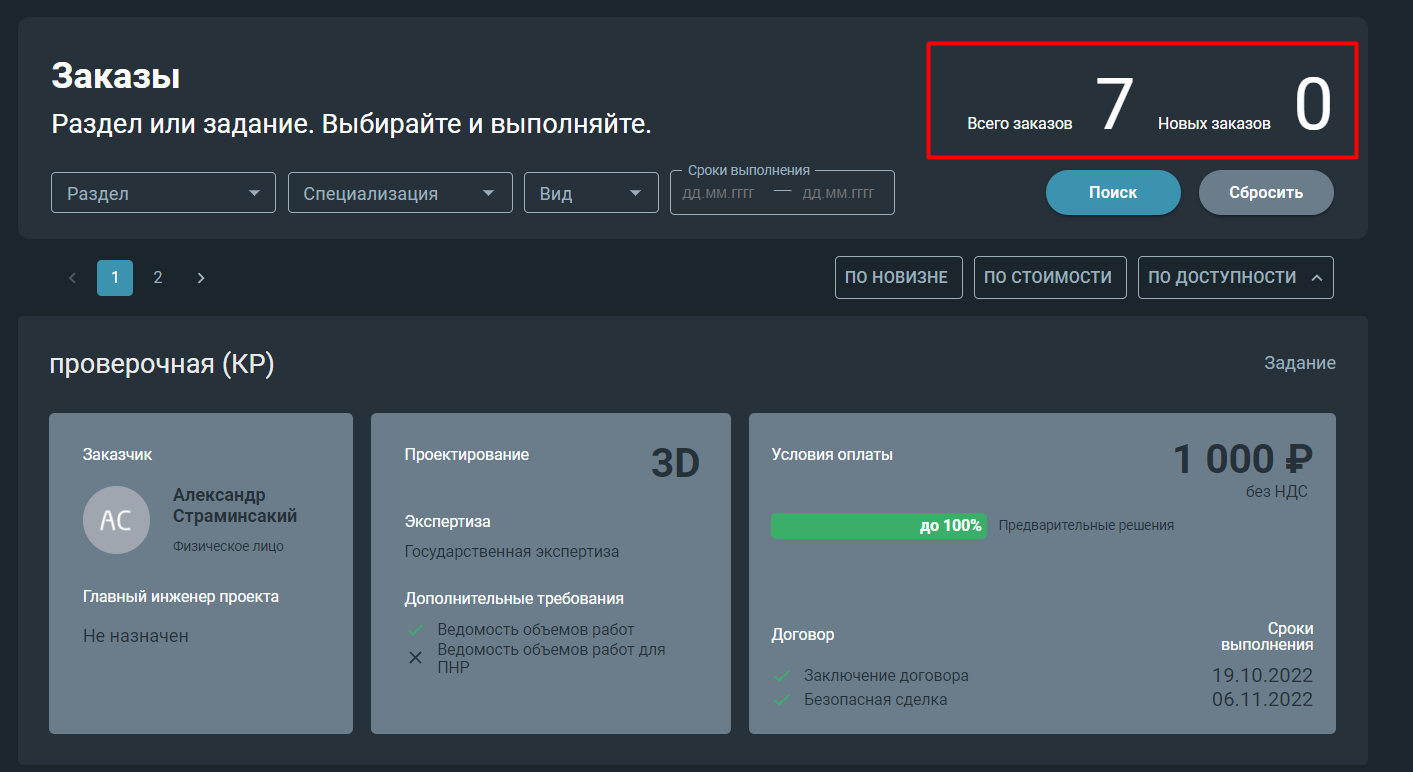 Заказы
Раздел или задание. Выбирайте и выполняйте.
Всего заказов 7 Новых заказов 0
Раздел
Специализация
Вид
Сроки выполнения
дд.мм.гггг — дд.мм.гггг
Поиск
Сбросить
1 2
ПО НОВИЗНЕ
ПО СТОИМОСТИ
ПО ДОСТУПНОСТИ
проверочная (КР)
Задание
Заказчик
АС
Александр
Страминсакий
Физическое лицо
Главный инженер проекта
Не назначен
Проектирование 3D
Экспертиза
Государственная экспертиза
Дополнительные требования
Ведомость объемов работ
Ведомость объемов работ для
ПНР
Условия оплаты 1 000 ₽
без НДС
до 100% Предварительные решения
Договор
Заключение договора
Безопасная сделка
Сроки
выполнения
19.10.2022
06.11.2022